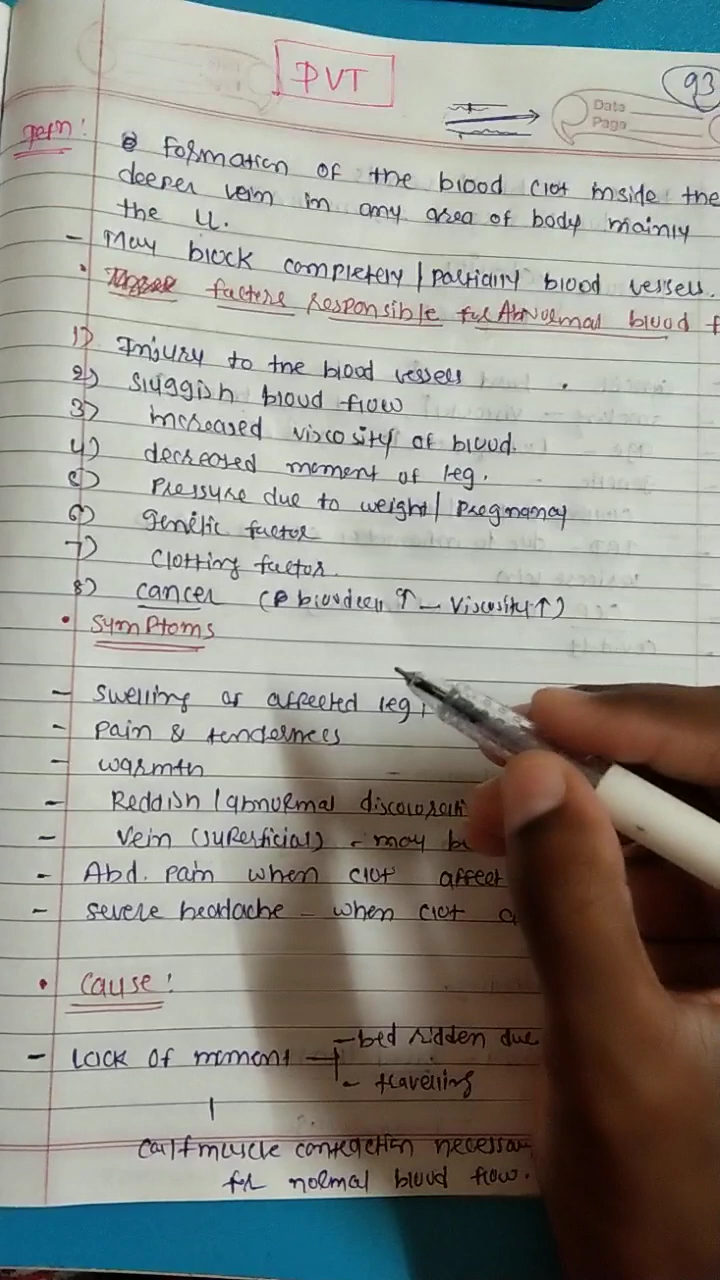 DVT
93
Date
Page
Defn:
Formation of the blood clot inside the
deeper vein in any area of body mainly
the LL.
- May block completely / partially blood vessels.
• factors responsible for Abnormal blood f
1) Injury to the blood vessels
2) sluggish blood flow
3) increased viscosity of blood.
4) decreased moment of leg.
5) Pressure due to weight / Pregnancy
6) genetic factor
7) Clotting factor.
8) cancer ( ↑ - Viscosity ↑)
• Symptoms
- swelling of affected leg.
- pain & tenderness
- warmth
- Reddish / abnormal
- Vein (superficial) - may
- Abd. pain when clot affect
- severe headache - when clot
• Cause:
- Lack of moment - bed ridden due
- travelling
Calf muscle contraction
for normal blood flow.